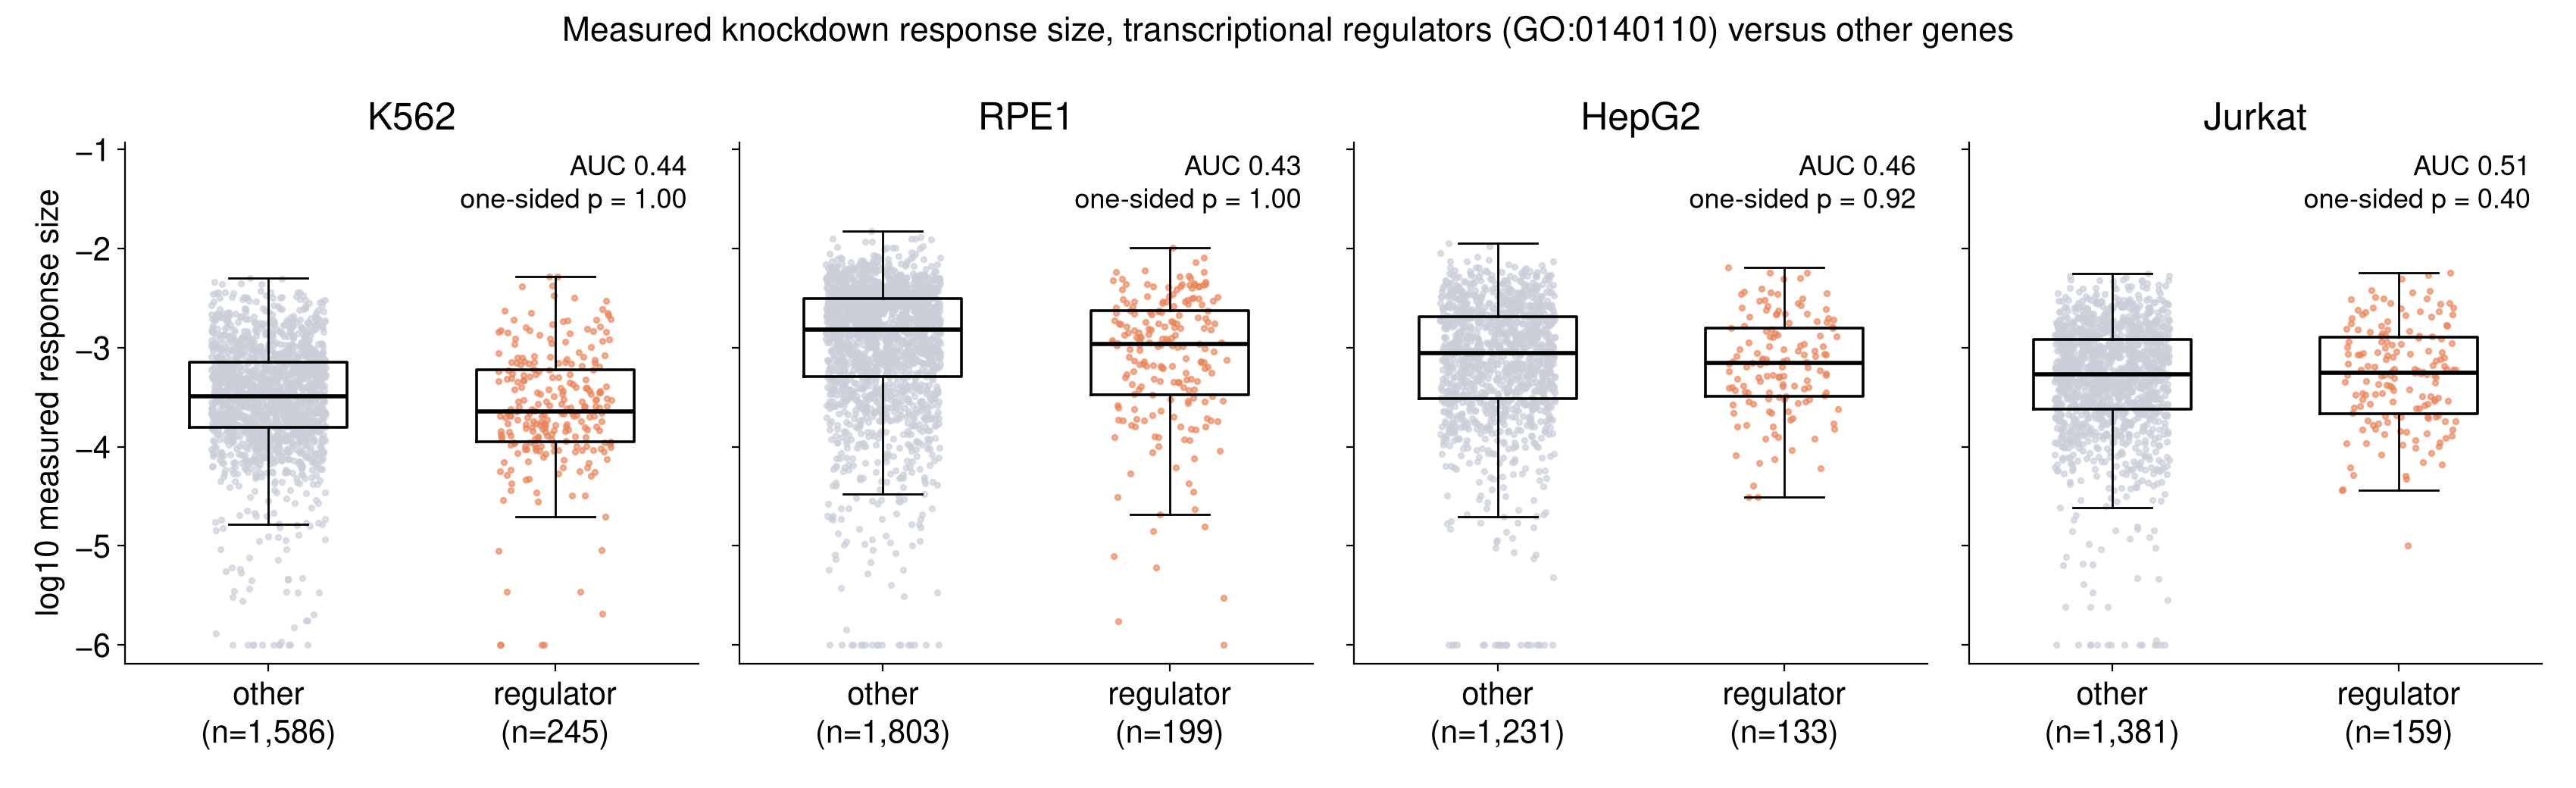 Measured knockdown response size, transcriptional regulators (GO:0140110) versus other genes
K562
RPE1
HepG2
Jurkat
AUC 0.44
one-sided p = 1.00
AUC 0.43
one-sided p = 1.00
AUC 0.46
one-sided p = 0.92
AUC 0.51
one-sided p = 0.40
log10 measured response size
−1
−2
−3
−4
−5
−6
other
(n=1,586)
regulator
(n=245)
other
(n=1,803)
regulator
(n=199)
other
(n=1,231)
regulator
(n=133)
other
(n=1,381)
regulator
(n=159)